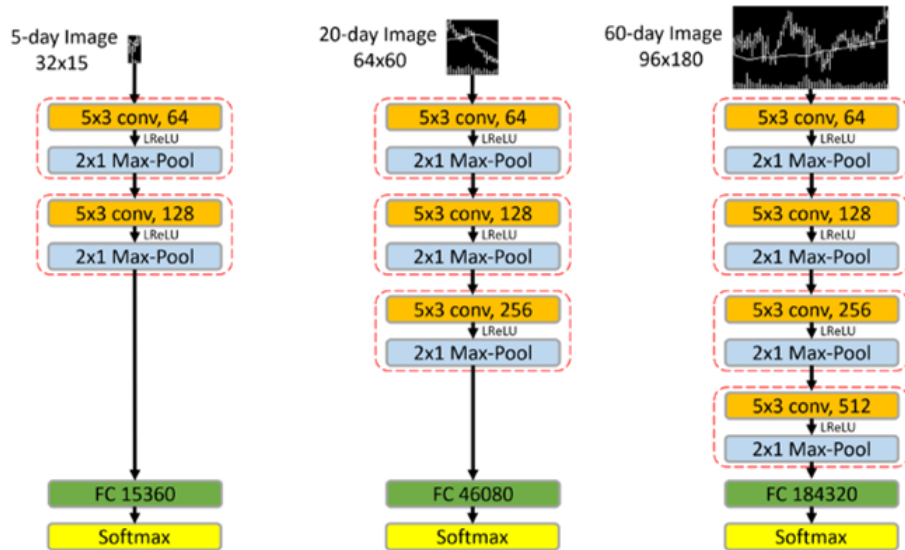 5-day Image
32x15
5x3 conv, 64
LReLU
2x1 Max-Pool
5x3 conv, 128
LReLU
2x1 Max-Pool
FC 15360
Softmax
20-day Image
64x60
5x3 conv, 64
LReLU
2x1 Max-Pool
5x3 conv, 128
LReLU
2x1 Max-Pool
5x3 conv, 256
LReLU
2x1 Max-Pool
FC 46080
Softmax
60-day Image
96x180
5x3 conv, 64
LReLU
2x1 Max-Pool
5x3 conv, 128
LReLU
2x1 Max-Pool
5x3 conv, 256
LReLU
2x1 Max-Pool
5x3 conv, 512
LReLU
2x1 Max-Pool
FC 184320
Softmax